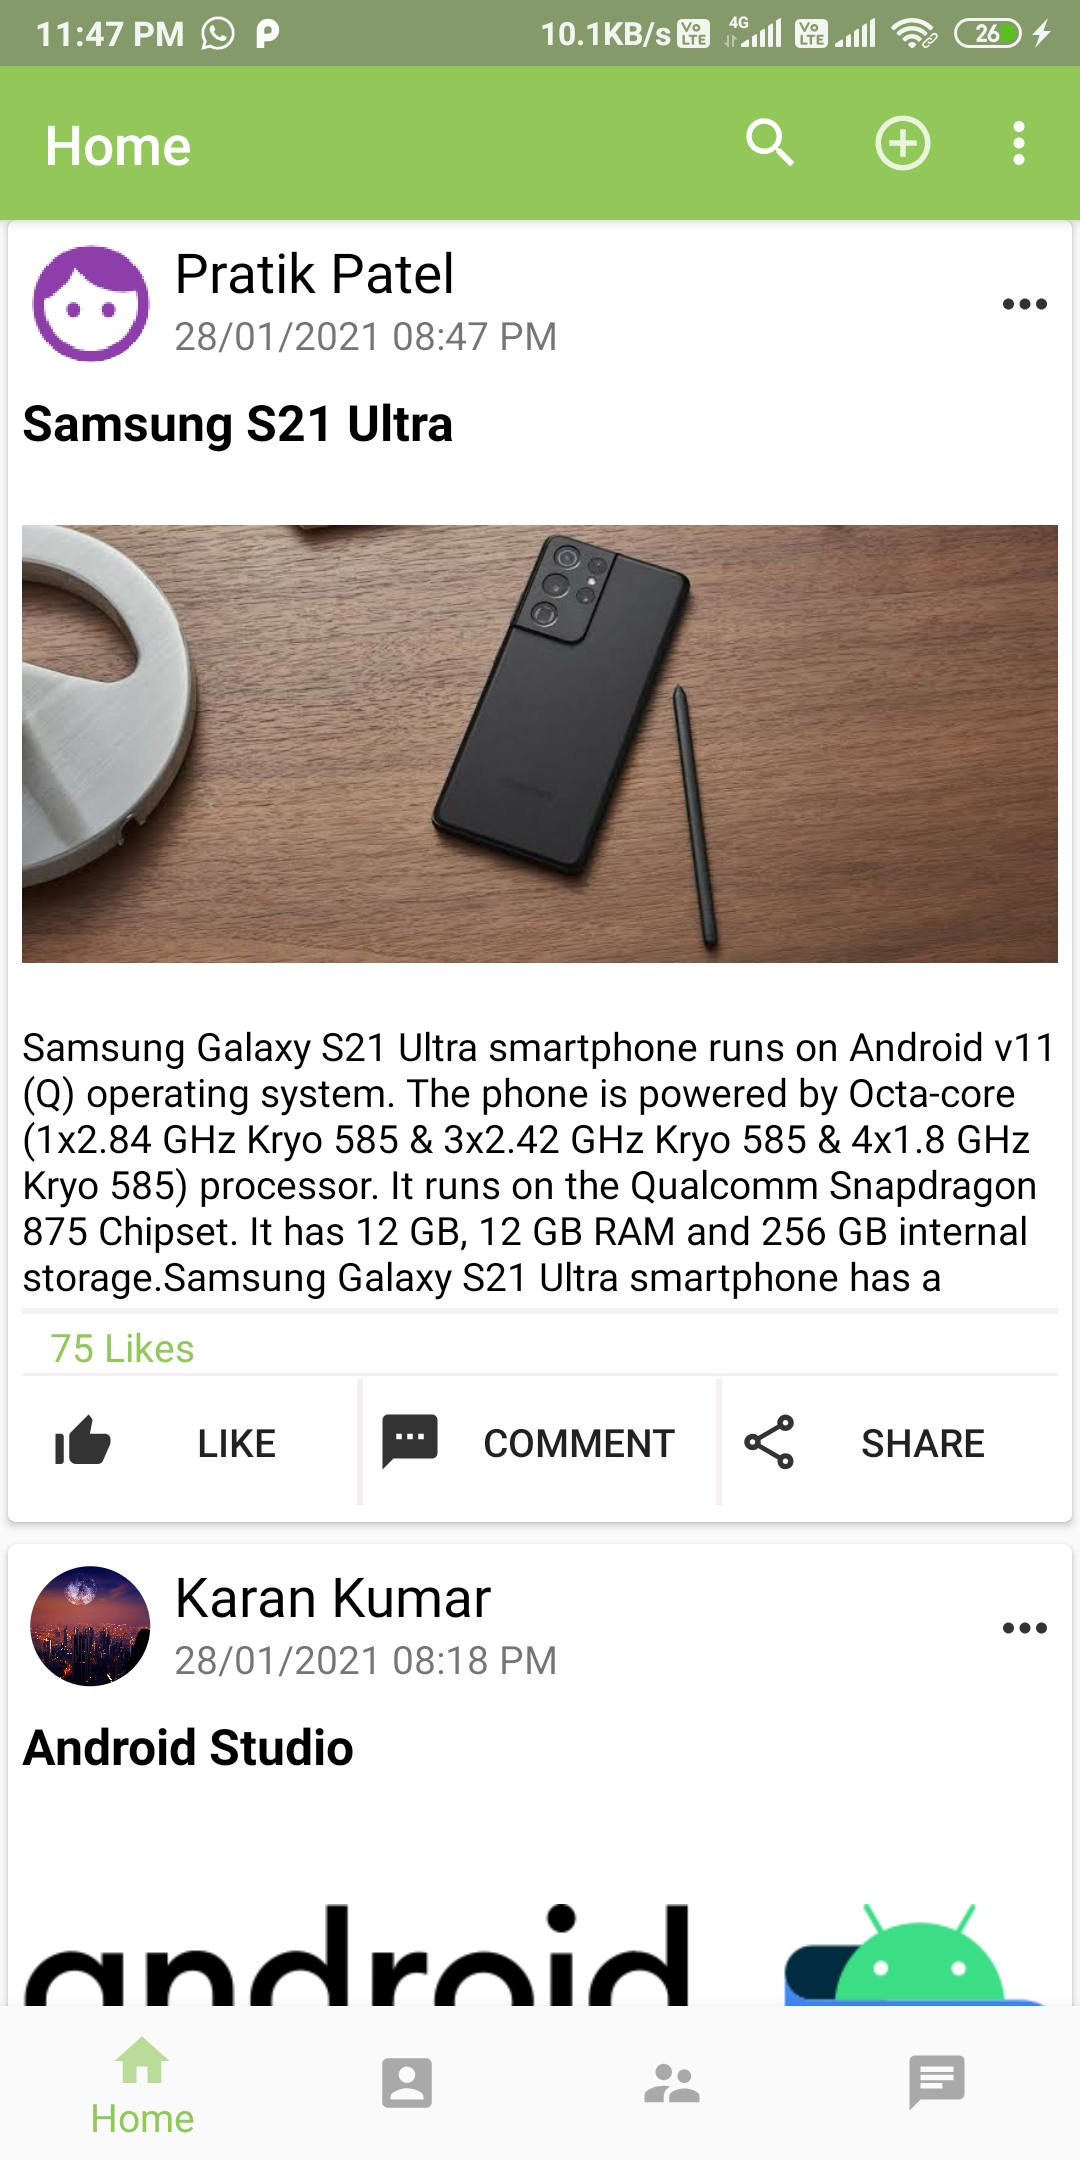 11:47 PM
10.1KB/s Vo LTE 4G Vo LTE 26
Home
Pratik Patel
28/01/2021 08:47 PM
Samsung S21 Ultra
Samsung Galaxy S21 Ultra smartphone runs on Android v11
(Q) operating system. The phone is powered by Octa-core
(1x2.84 GHz Kryo 585 & 3x2.42 GHz Kryo 585 & 4x1.8 GHz
Kryo 585) processor. It runs on the Qualcomm Snapdragon
875 Chipset. It has 12 GB, 12 GB RAM and 256 GB internal
storage.Samsung Galaxy S21 Ultra smartphone has a
75 Likes
LIKE
COMMENT
SHARE
Karan Kumar
28/01/2021 08:18 PM
Android Studio
android
Home